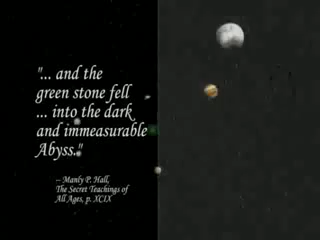 "... and the
green stone fell
... into the dark
and immeasurable
Abyss."
-- Manly P. Hall,
The Secret Teachings of
All Ages, p. XCIX